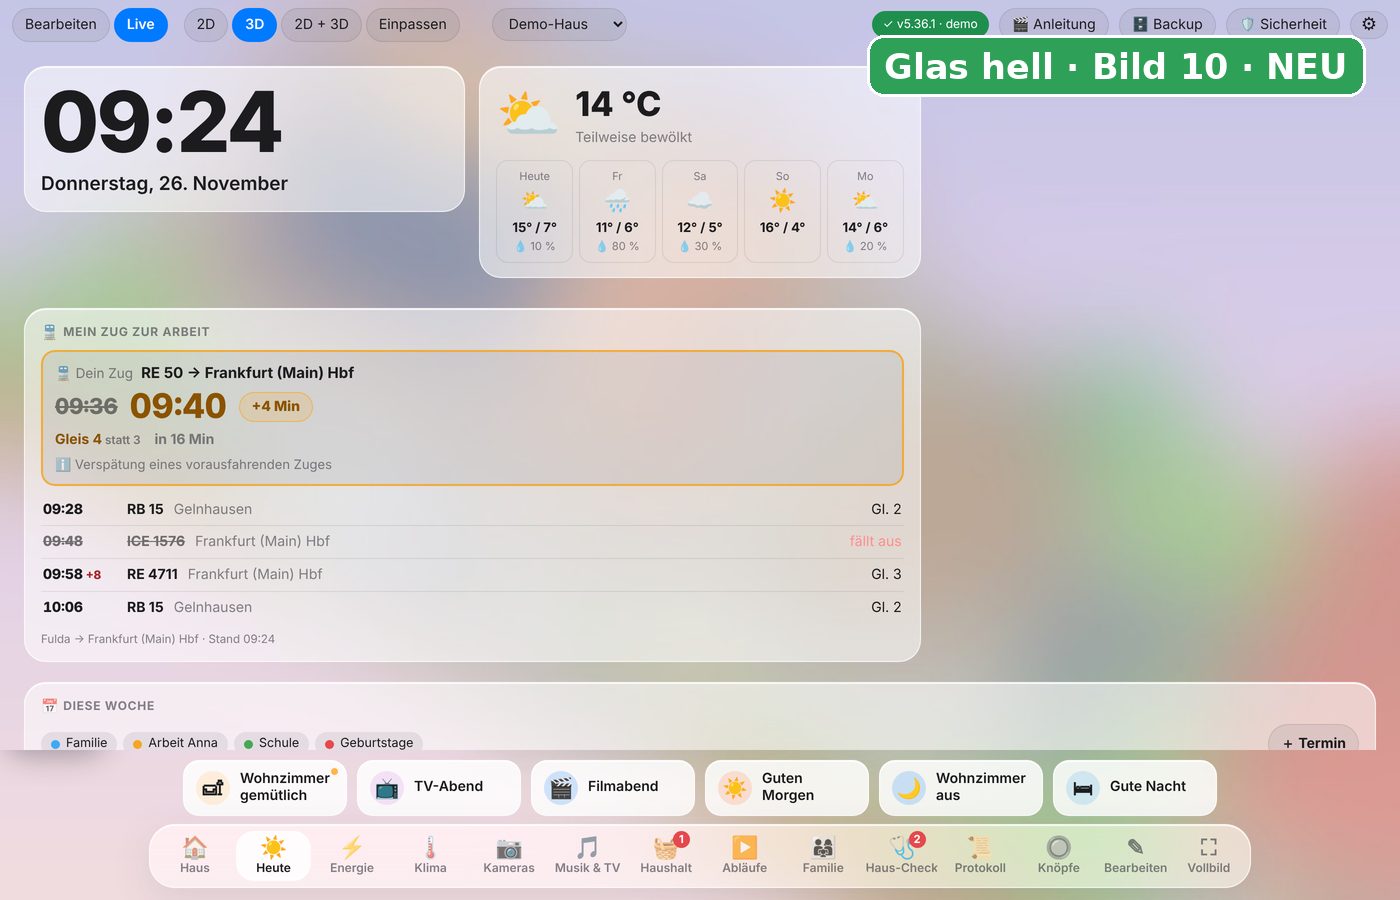 Bearbeiten Live 2D 3D 2D + 3D Einpassen Demo-Haus ✓ v5.36.1 · demo Anleitung Backup Sicherheit
Glas hell · Bild 10 · NEU
09:24
Donnerstag, 26. November
14 °C
Teilweise bewölkt
Heute Fr Sa So Mo
15° / 7° 11° / 6° 12° / 5° 16° / 4° 14° / 6°
10 % 80 % 30 % 20 %
MEIN ZUG ZUR ARBEIT
Dein Zug RE 50 → Frankfurt (Main) Hbf
09:36 09:40 +4 Min
Gleis 4 statt 3 in 16 Min
Verspätung eines vorausfahrenden Zuges
09:28 RB 15 Gelnhausen Gl. 2
09:48 ICE 1576 Frankfurt (Main) Hbf fällt aus
09:58 +8 RE 4711 Frankfurt (Main) Hbf Gl. 3
10:06 RB 15 Gelnhausen Gl. 2
Fulda → Frankfurt (Main) Hbf · Stand 09:24
DIESE WOCHE
Familie Arbeit Anna Schule Geburtstage + Termin
Wohnzimmer gemütlich
TV-Abend
Filmabend
Guten Morgen
Wohnzimmer aus
Gute Nacht
1 2
Haus Heute Energie Klima Kameras Musik & TV Haushalt Abläufe Familie Haus-Check Protokoll Knöpfe Bearbeiten Vollbild